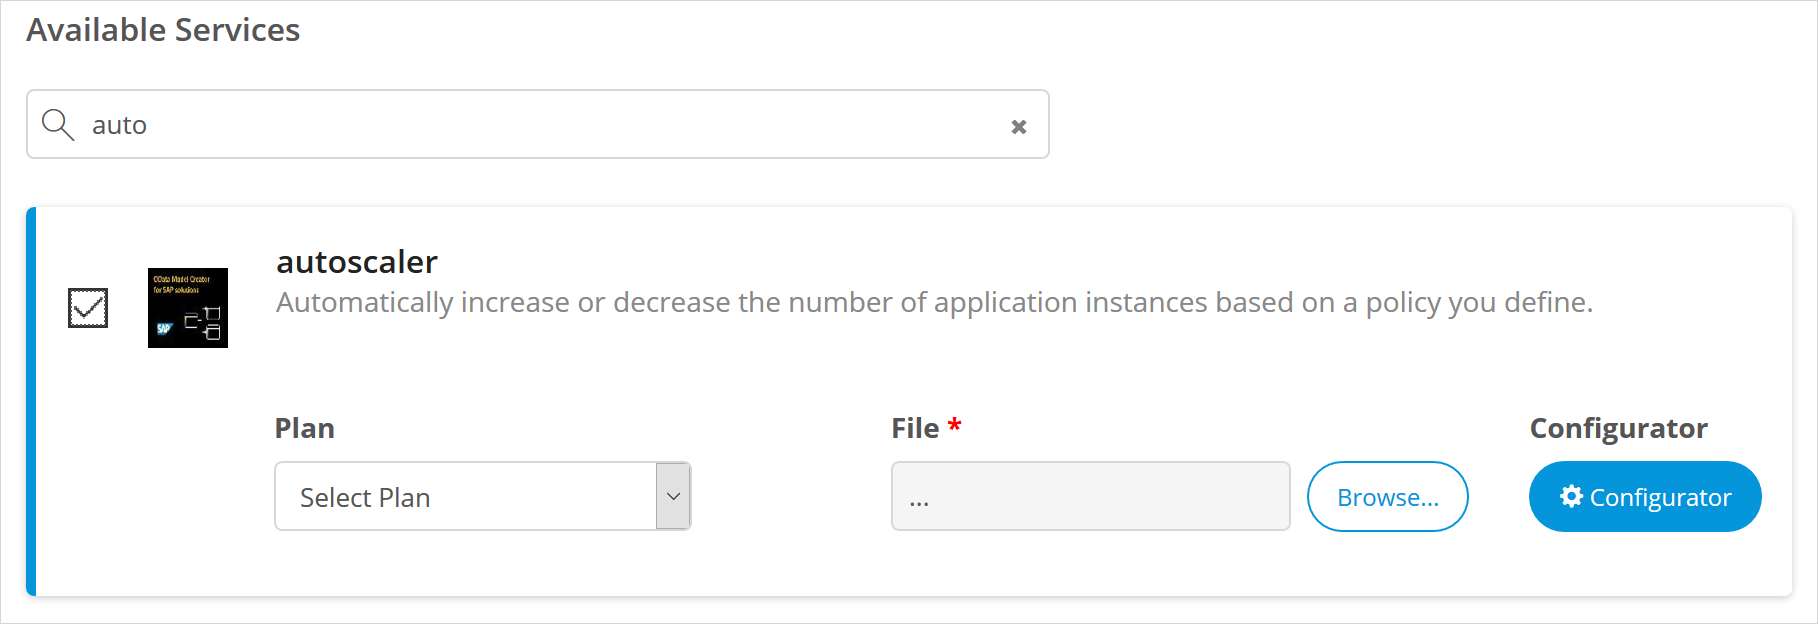 Available Services
auto
autoscaler
Automatically increase or decrease the number of application instances based on a policy you define.
OData Model Creator
for SAP solutions
SAP
Plan
File *
Configurator
Select Plan
...
Browse...
Configurator